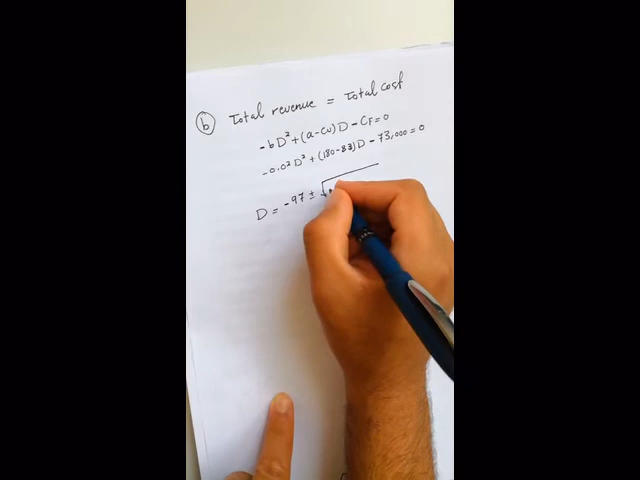 b Total revenue = Total cost
-bD² + (a-cv)D - CF = 0
-0.02D² + (180-83)D - 73,000 = 0
D = -97 ± √